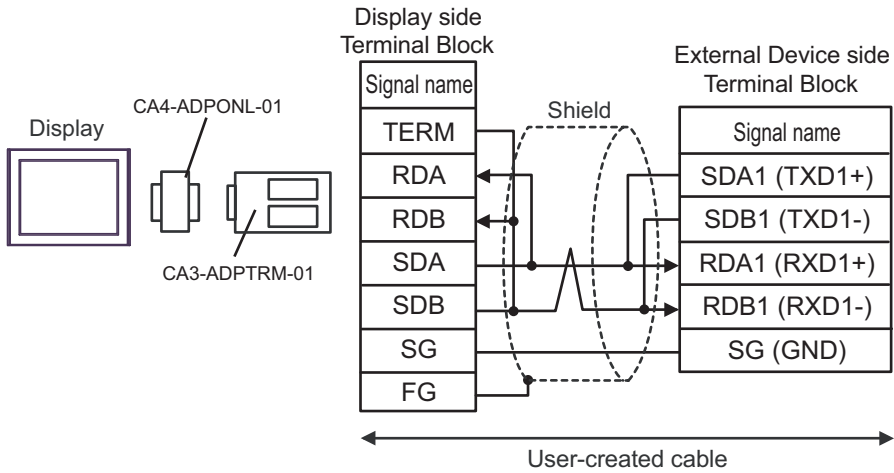 Display side
Terminal Block
External Device side
Terminal Block
Display
CA4-ADPONL-01
CA3-ADPTRM-01
Signal name
TERM
RDA
RDB
SDA
SDB
SG
FG
Shield
Signal name
SDA1 (TXD1+)
SDB1 (TXD1-)
RDA1 (RXD1+)
RDB1 (RXD1-)
SG (GND)
User-created cable